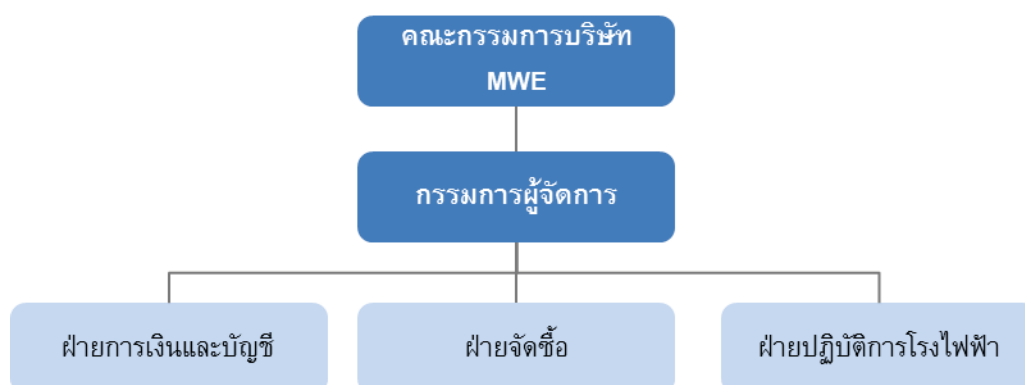 คณะกรรมการบริษัท
MWE
กรรมการผู้จัดการ
ฝ่ายการเงินและบัญชี
ฝ่ายจัดซื้อ
ฝ่ายปฏิบัติการโรงไฟฟ้า